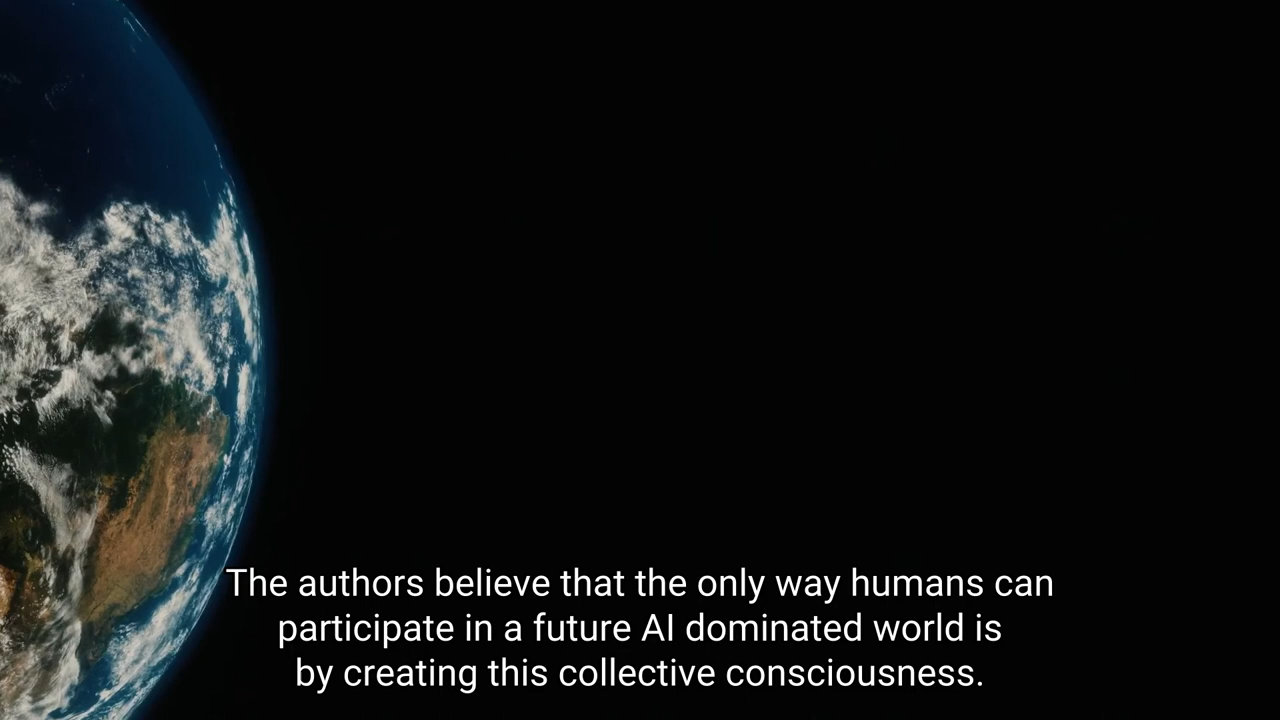 The authors believe that the only way humans can
participate in a future AI dominated world is
by creating this collective consciousness.